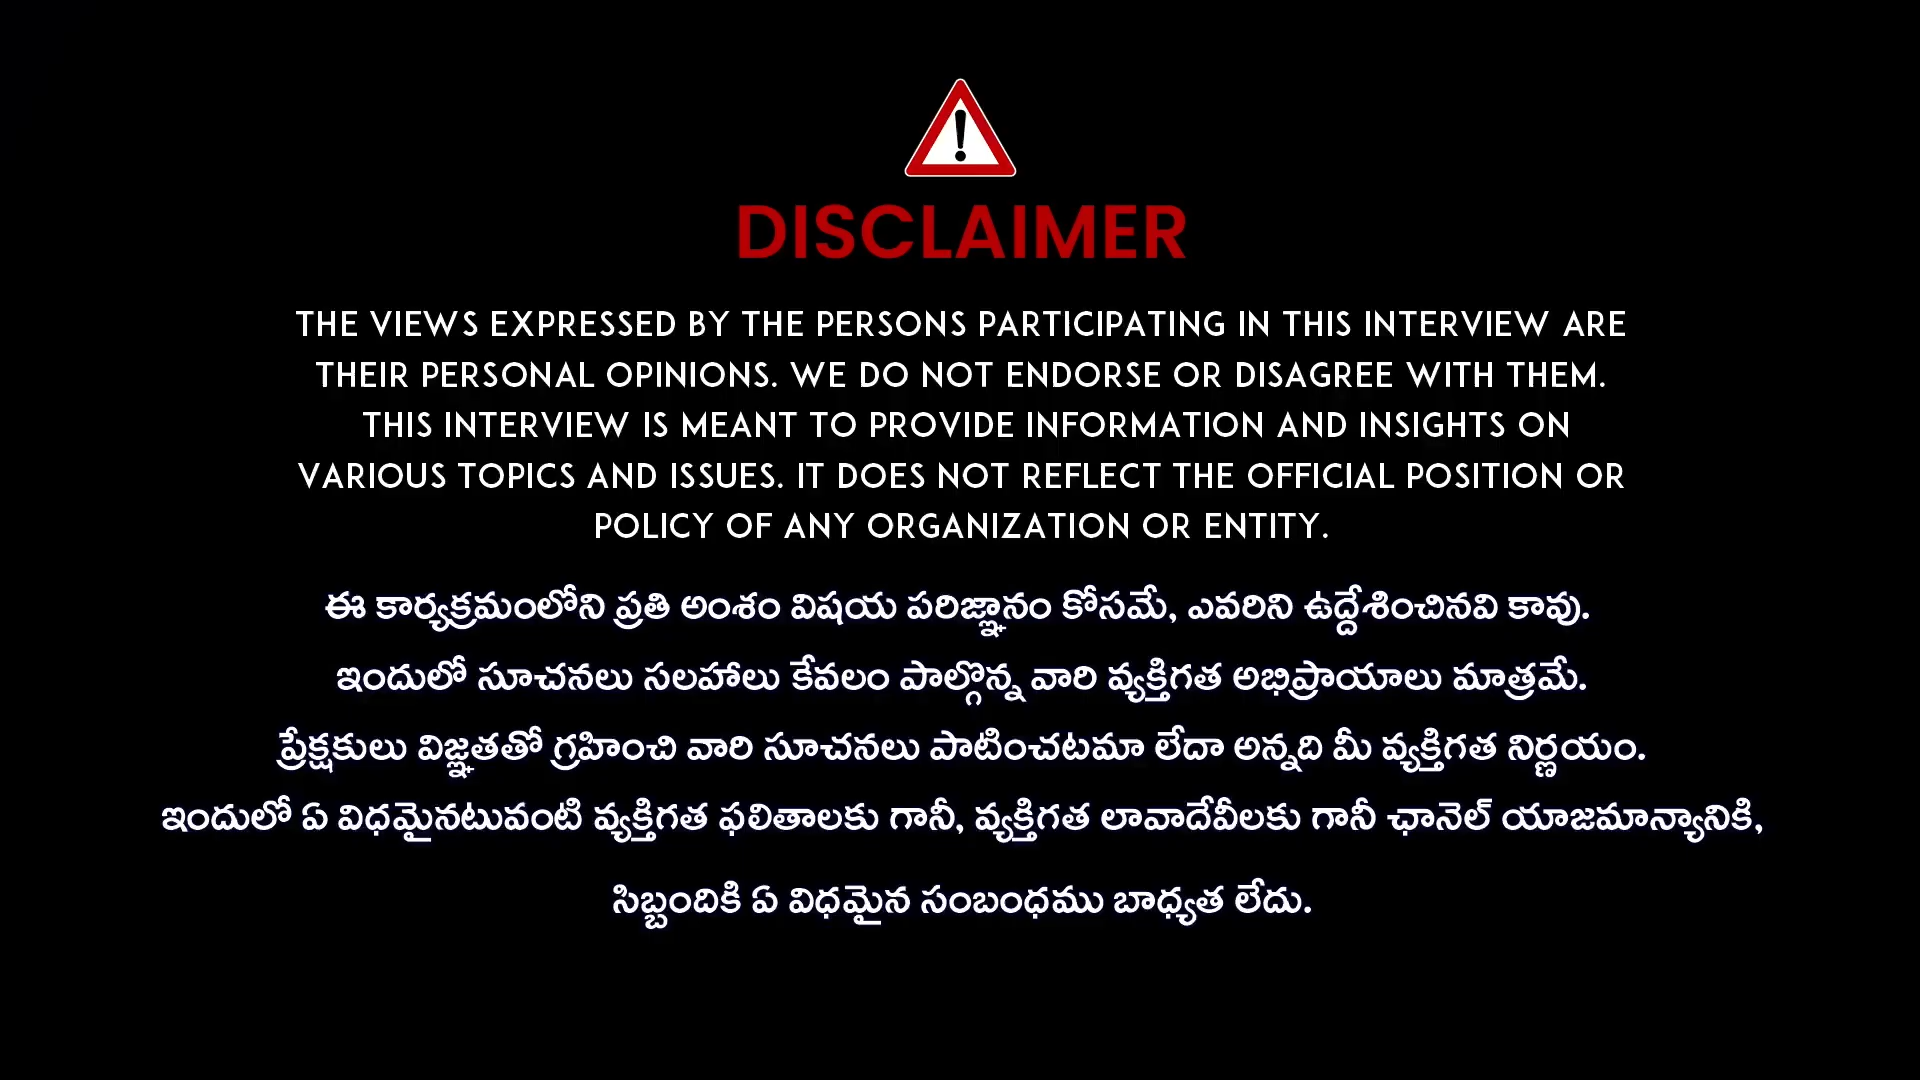 DISCLAIMER
THE VIEWS EXPRESSED BY THE PERSONS PARTICIPATING IN THIS INTERVIEW ARE
THEIR PERSONAL OPINIONS. WE DO NOT ENDORSE OR DISAGREE WITH THEM.
THIS INTERVIEW IS MEANT TO PROVIDE INFORMATION AND INSIGHTS ON
VARIOUS TOPICS AND ISSUES. IT DOES NOT REFLECT THE OFFICIAL POSITION OR
POLICY OF ANY ORGANIZATION OR ENTITY.
ఈ కార్యక్రమంలోని ప్రతి అంశం విషయ పరిజ్ఞానం కోసమే, ఎవరిని ఉద్దేశించినవి కావు.
ఇందులో సూచనలు సలహాలు కేవలం పాల్గొన్న వారి వ్యక్తిగత అభిప్రాయాలు మాత్రమే.
ప్రేక్షకులు విజ్ఞతతో గ్రహించి వారి సూచనలు పాటించటమా లేదా అన్నది మీ వ్యక్తిగత నిర్ణయం.
ఇందులో ఏ విధమైనటువంటి వ్యక్తిగత ఫలితాలకు గానీ, వ్యక్తిగత లావాదేవీలకు గానీ ఛానెల్ యాజమాన్యానికి,
సిబ్బందికి ఏ విధమైన సంబంధము బాధ్యత లేదు.